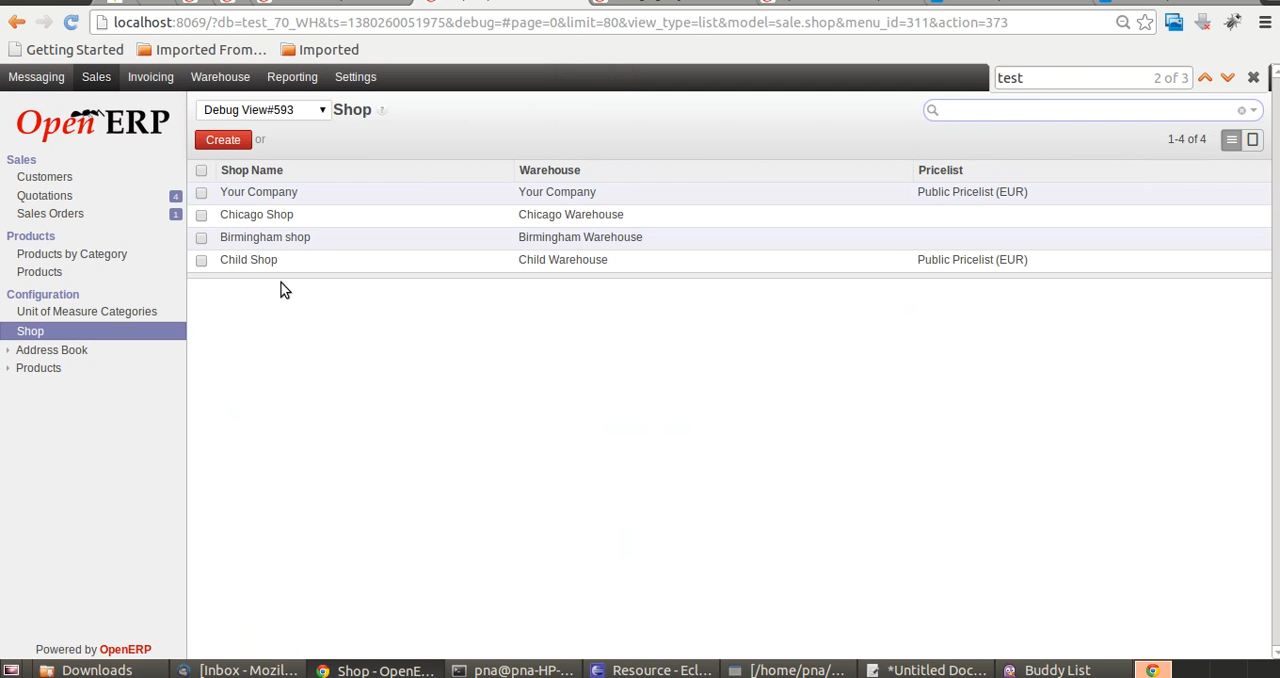 localhost:8069/?db=test_70_WH&ts=1380260051975&debug=#page=0&limit=80&view_type=list&model=sale.shop&menu_id=311&action=373
Getting Started Imported From... Imported
Messaging Sales Invoicing Warehouse Reporting Settings
test 2 of 3
Open ERP
Debug View#593 Shop ?
Create or
1-4 of 4
Sales
Customers
Quotations 4
Sales Orders 1
Products
Products by Category
Products
Configuration
Unit of Measure Categories
Shop
Address Book
Products
Shop Name Warehouse Pricelist
Your Company Your Company Public Pricelist (EUR)
Chicago Shop Chicago Warehouse
Birmingham shop Birmingham Warehouse
Child Shop Child Warehouse Public Pricelist (EUR)
Powered by OpenERP
Downloads [Inbox - Mozil... Shop - OpenE... pna@pna-HP-... Resource - Ecl... [/home/pna/... *Untitled Doc... Buddy List